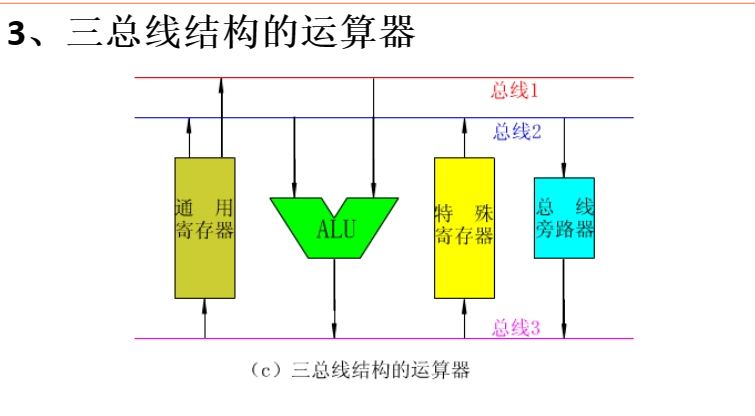 3、三总线结构的运算器
总线1
总线2
通 用
寄存器
ALU
特 殊
寄存器
总 线
旁路器
总线3
（c）三总线结构的运算器